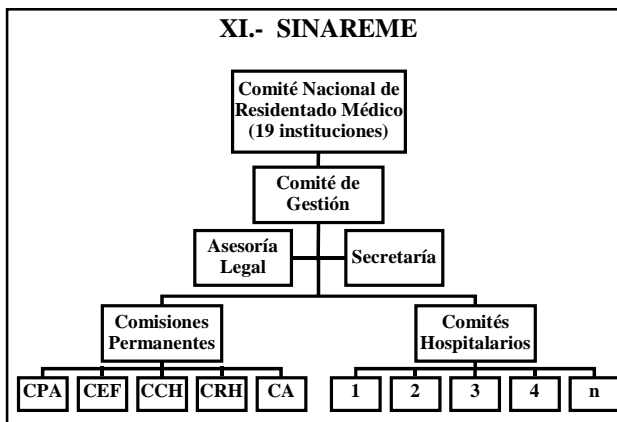 XI.- SINAREME
Comité Nacional de
Residentado Médico
(19 instituciones)
Comité de
Gestión
Asesoría
Legal
Secretaría
Comisiones
Permanentes
Comités
Hospitalarios
CPA CEF CCH CRH CA 1 2 3 4 n